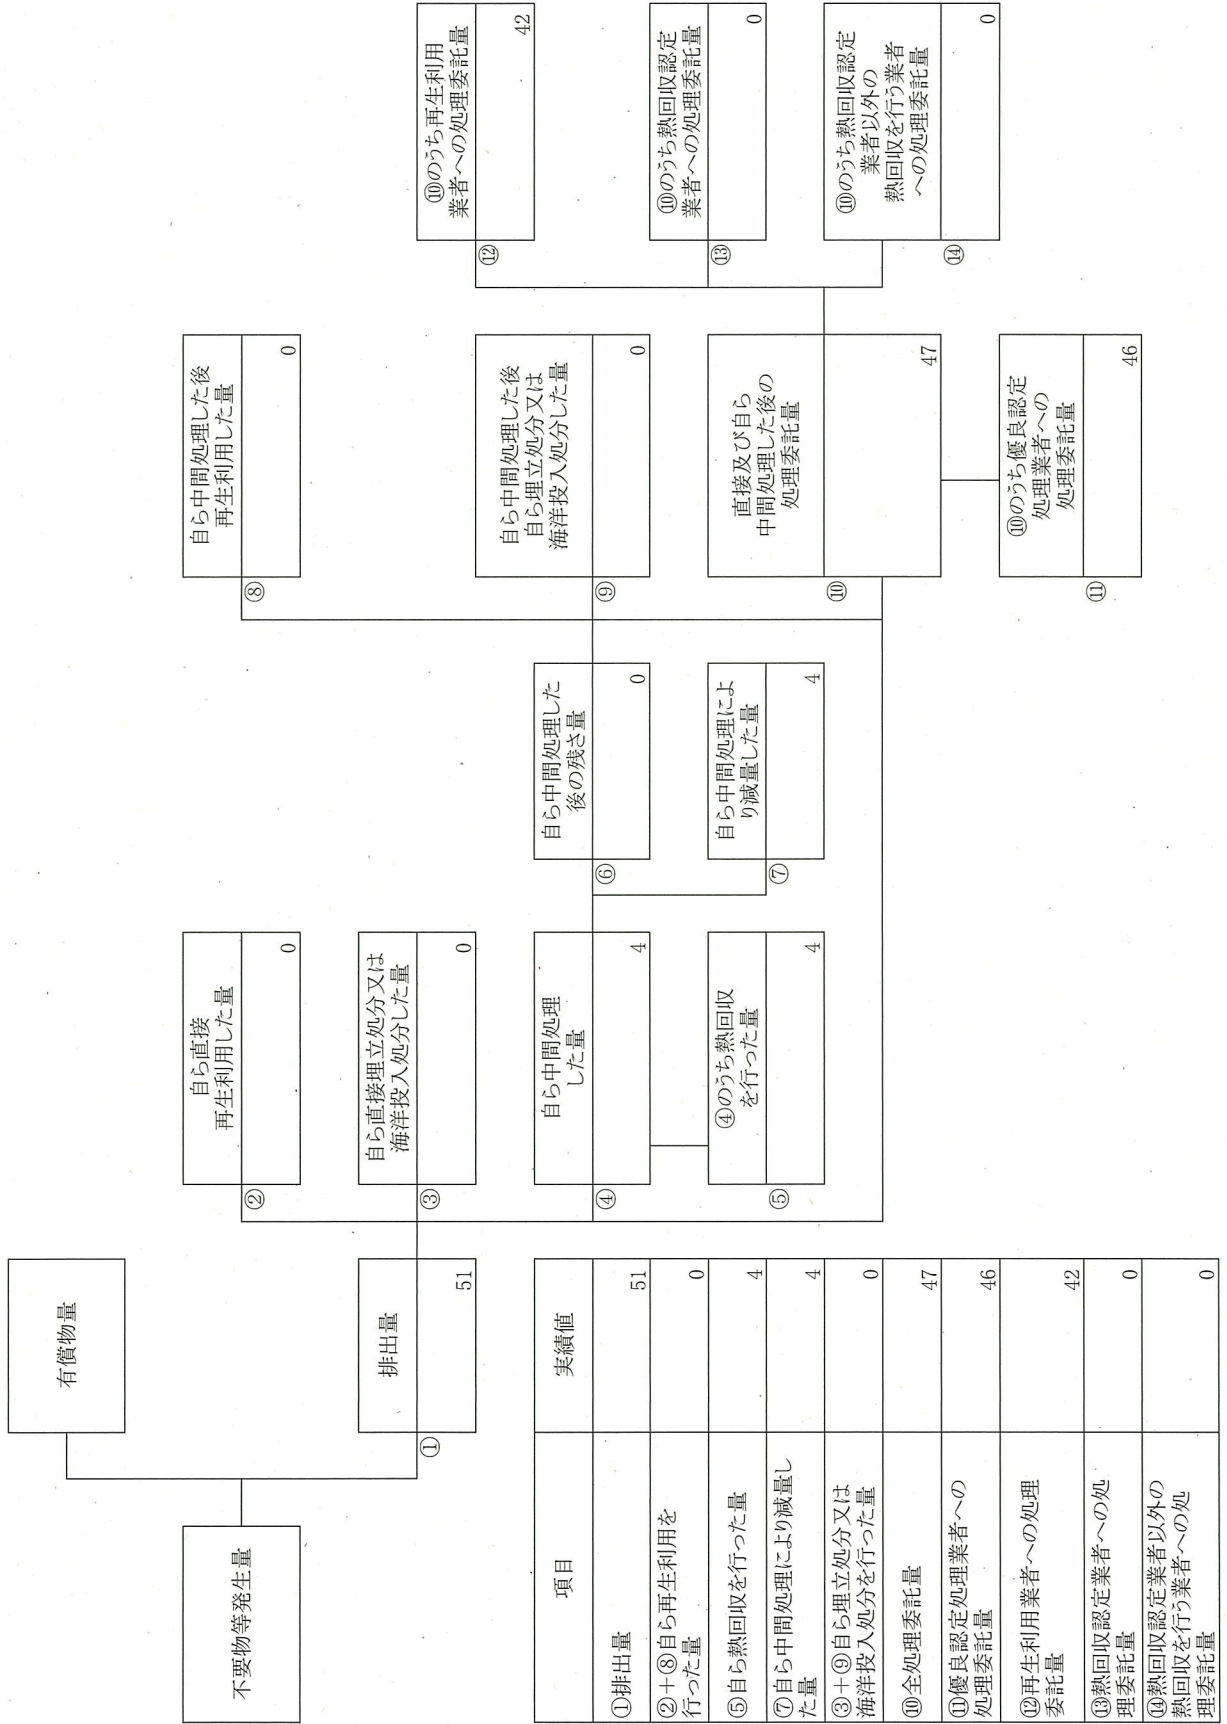 不要物等発生量
有償物量
①
排出量
51
②
自ら直接
再生利用した量
0
③
自ら直接埋立処分又は
海洋投入処分した量
0
④
自ら中間処理
した量
4
⑤
④のうち熱回収
を行った量
4
⑥
自ら中間処理した
後の残さ量
0
⑦
自ら中間処理によ
り減量した量
4
⑧
自ら中間処理した後
再生利用した量
0
⑨
自ら中間処理した後
自ら埋立処分又は
海洋投入処分した量
0
⑩
直接及び自ら
中間処理した後の
処理委託量
47
⑪
⑩のうち優良認定
処理業者への
処理委託量
46
⑫
⑩のうち再生利用
業者への処理委託量
42
⑬
⑩のうち熱回収認定
業者への処理委託量
0
⑭
⑩のうち熱回収認定
業者以外の
熱回収を行う業者
への処理委託量
0
項目 実績値
①排出量 51
②+⑧自ら再生利用を
行った量 0
⑤自ら熱回収を行った量 4
⑦自ら中間処理により減量し
た量 4
③+⑨自ら埋立処分又は
海洋投入処分を行った量 0
⑩全処理委託量 47
⑪優良認定処理業者への
処理委託量 46
⑫再生利用業者への処理
委託量 42
⑬熱回収認定業者への処
理委託量 0
⑭熱回収認定業者以外の
熱回収を行う業者への処
理委託量 0